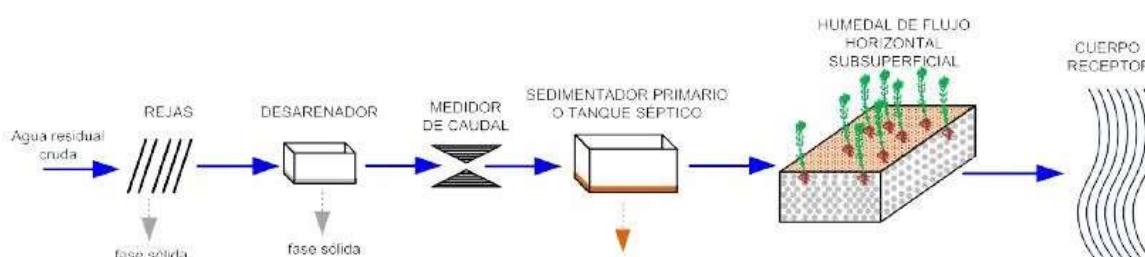 Agua residual
cruda
REJAS
fase sólida
DESARENADOR
fase sólida
MEDIDOR
DE CAUDAL
SEDIMENTADOR PRIMARIO
O TANQUE SÉPTICO
HUMEDAL DE FLUJO
HORIZONTAL
SUBSUPERFICIAL
CUERPO
RECEPTOR